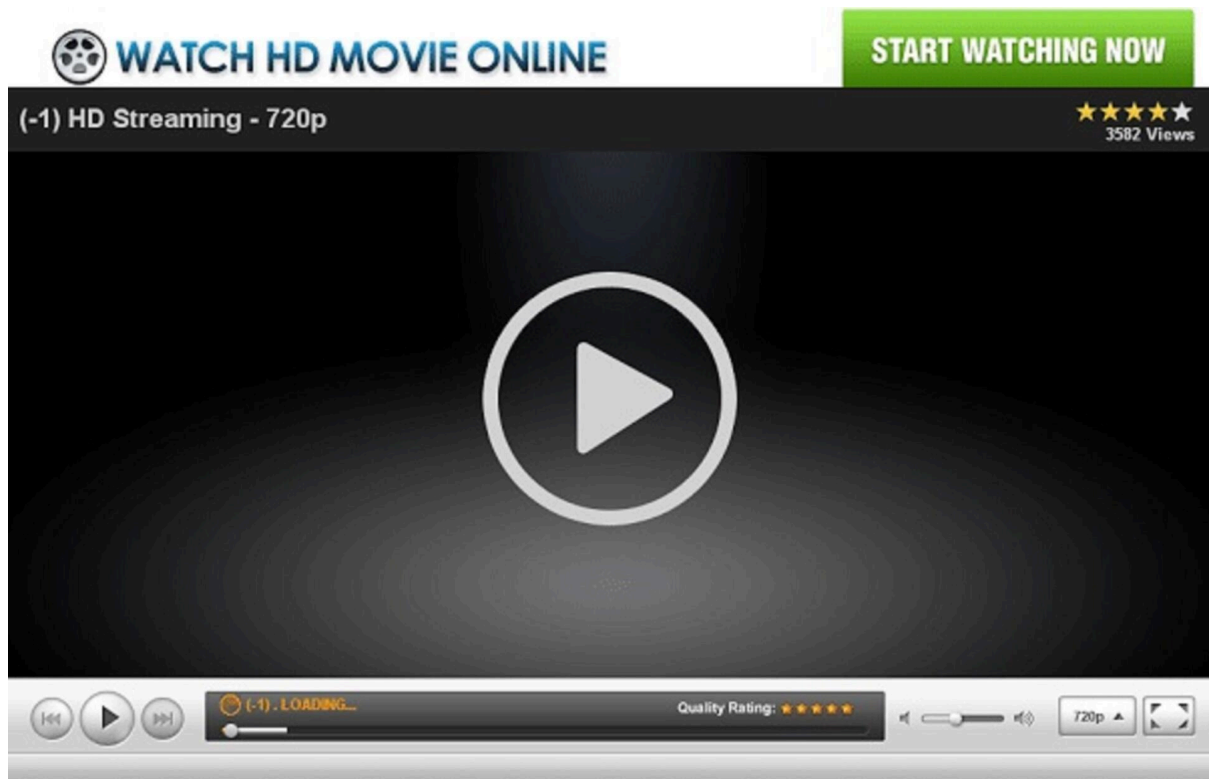 WATCH HD MOVIE ONLINE
START WATCHING NOW
(-1) HD Streaming - 720p
3582 Views
(-1) . LOADING...
Quality Rating:
720p